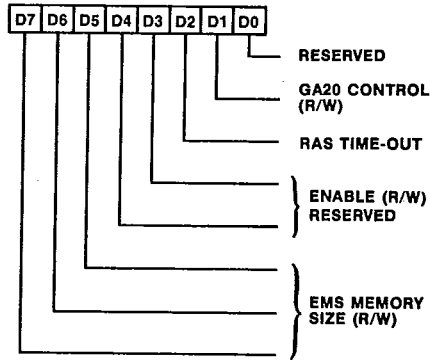 D7 D6 D5 D4 D3 D2 D1 D0
RESERVED
GA20 CONTROL
(R/W)
RAS TIME-OUT
ENABLE (R/W)
RESERVED
EMS MEMORY
SIZE (R/W)